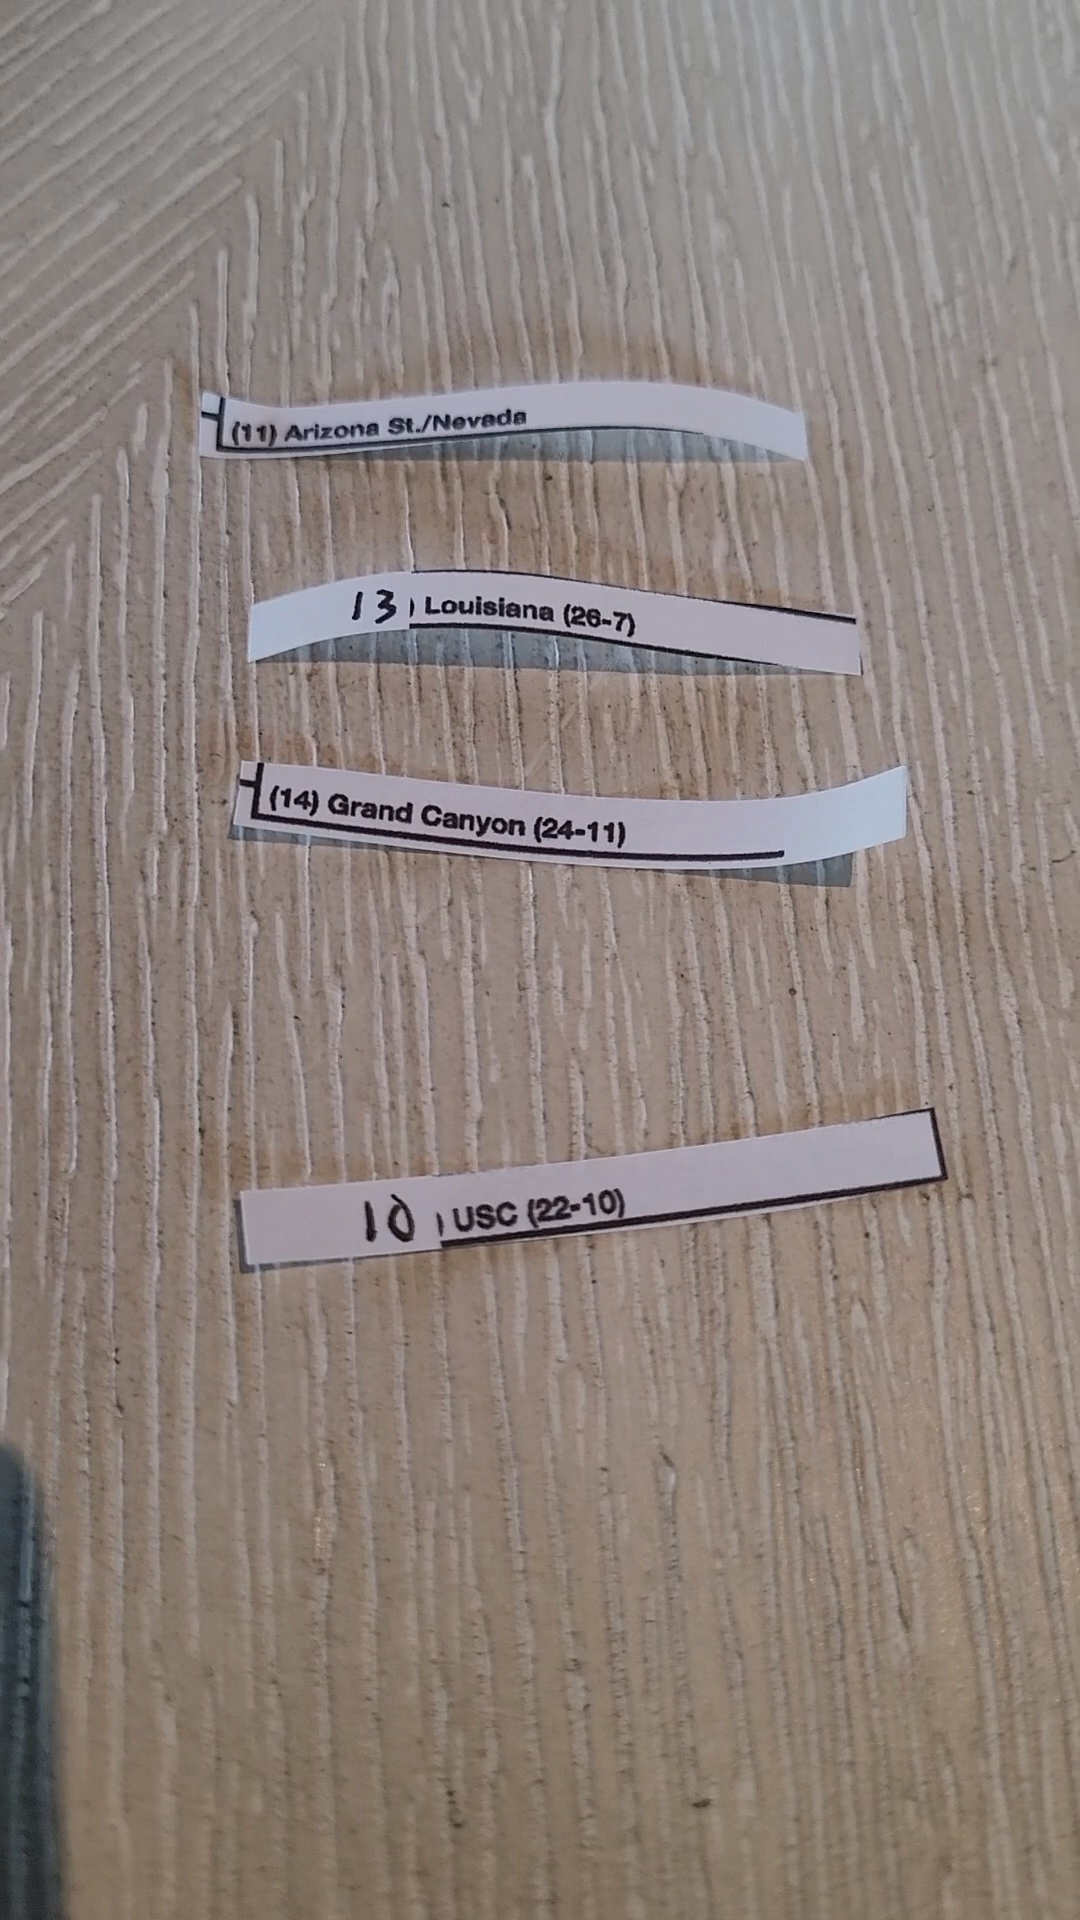 (11) Arizona St./Nevada
13) Louisiana (26-7)
(14) Grand Canyon (24-11)
10) USC (22-10)